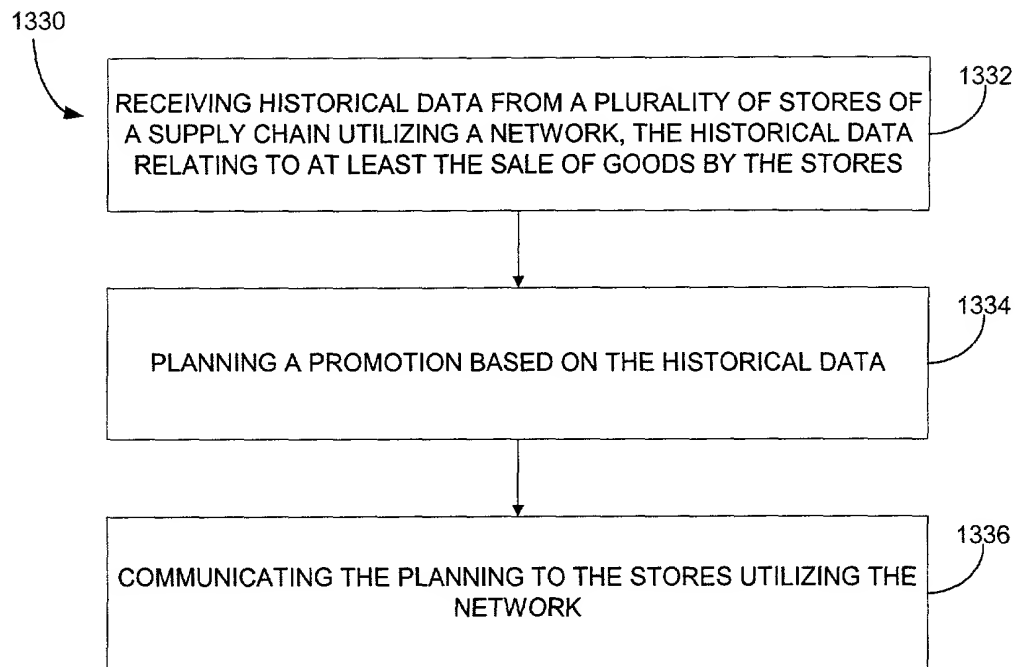 1330
1332
RECEIVING HISTORICAL DATA FROM A PLURALITY OF STORES OF
A SUPPLY CHAIN UTILIZING A NETWORK, THE HISTORICAL DATA
RELATING TO AT LEAST THE SALE OF GOODS BY THE STORES
1334
PLANNING A PROMOTION BASED ON THE HISTORICAL DATA
1336
COMMUNICATING THE PLANNING TO THE STORES UTILIZING THE
NETWORK